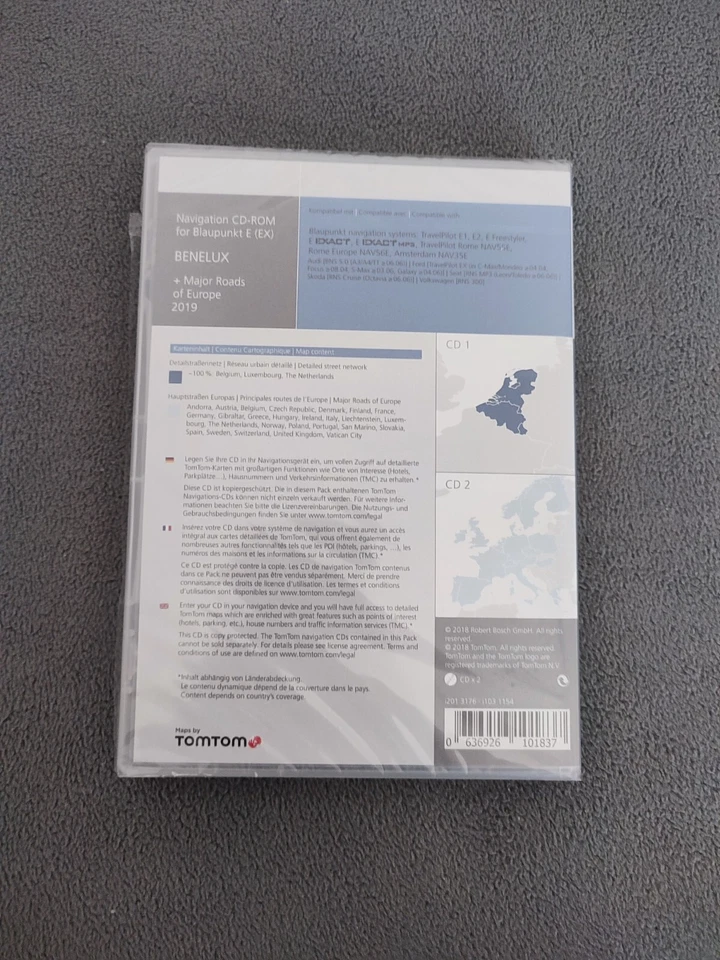 Navigation CD-ROM
for Blaupunkt E (EX)
BENELUX
+ Major Roads
of Europe
2019
Kompatibel mit | Compatible avec | Compatible with
Blaupunkt navigation systems: TravelPilot E1, E2, E Freestyler,
E EXACT, E EXACT MP3, TravelPilot Rome NAV55E,
Rome Europe NAV56E, Amsterdam NAV35E
Karteninhalt | Contenu Cartographique | Map content
Detailstraßennetz | Réseau urbain détaillé | Detailed street network
~100 % Belgium, Luxembourg, The Netherlands
Hauptstraßen Europas | Principales routes de l'Europe | Major Roads of Europe
Andorra, Austria, Belgium, Czech Republic, Denmark, Finland, France,
Germany, Gibraltar, Greece, Hungary, Ireland, Italy, Liechtenstein, Luxem-
bourg, The Netherlands, Norway, Poland, Portugal, San Marino, Slovakia,
Spain, Sweden, Switzerland, United Kingdom, Vatican City
Legen Sie Ihre CD in Ihr Navigationsgerät ein, um vollen Zugriff auf detaillierte
TomTom-Karten mit großartigen Funktionen wie Orte von Interesse (Hotels,
Parkplätze...), Hausnummern und Verkehrsinformationen (TMC) zu erhalten.*
Diese CD ist kopiergeschützt. Die in diesem Pack enthaltenen TomTom
Navigations-CDs können nicht einzeln verkauft werden. Für weitere Infor-
mationen beachten Sie bitte die Lizenzvereinbarungen. Die Nutzungs- und
Gebrauchsbedingungen finden Sie unter www.tomtom.com/legal
Insérez votre CD dans votre système de navigation et vous aurez un accès
intégral aux cartes détaillées de TomTom, qui vous offrent également de
nombreuses autres fonctionnalités tels que les POI (hôtels, parkings, ...), les
numéros des maisons et les informations sur la circulation (TMC).*
Ce CD est protégé contre la copie. Les CD de navigation TomTom contenus
dans ce Pack ne peuvent pas être vendus séparément. Merci de prendre
connaissance des droits de licence d'utilisation. Les termes et conditions
d'utilisation sont disponibles sur www.tomtom.com/legal
Enter your CD in your navigation device and you will have full access to detailed
TomTom maps which are enriched with great features such as points of interest
(hotels, parking, etc.), house numbers and traffic information services (TMC).*
This CD is copy protected. The TomTom navigation CDs contained in this Pack
cannot be sold separately. For details please see license agreement. Terms and
conditions of use are defined on www.tomtom.com/legal
*Inhalt abhängig von Länderabdeckung.
Le contenu dynamique dépend de la couverture dans le pays.
Content depends on country's coverage.
Maps by
TOMTOM
CD 1
CD 2
© 2018 Robert Bosch GmbH. All rights
reserved.
© 2018 TomTom. All rights reserved.
TomTom and the TomTom logo are
registered trademarks of TomTom N.V.
CD x 2
1103 1154
0 636926 101837